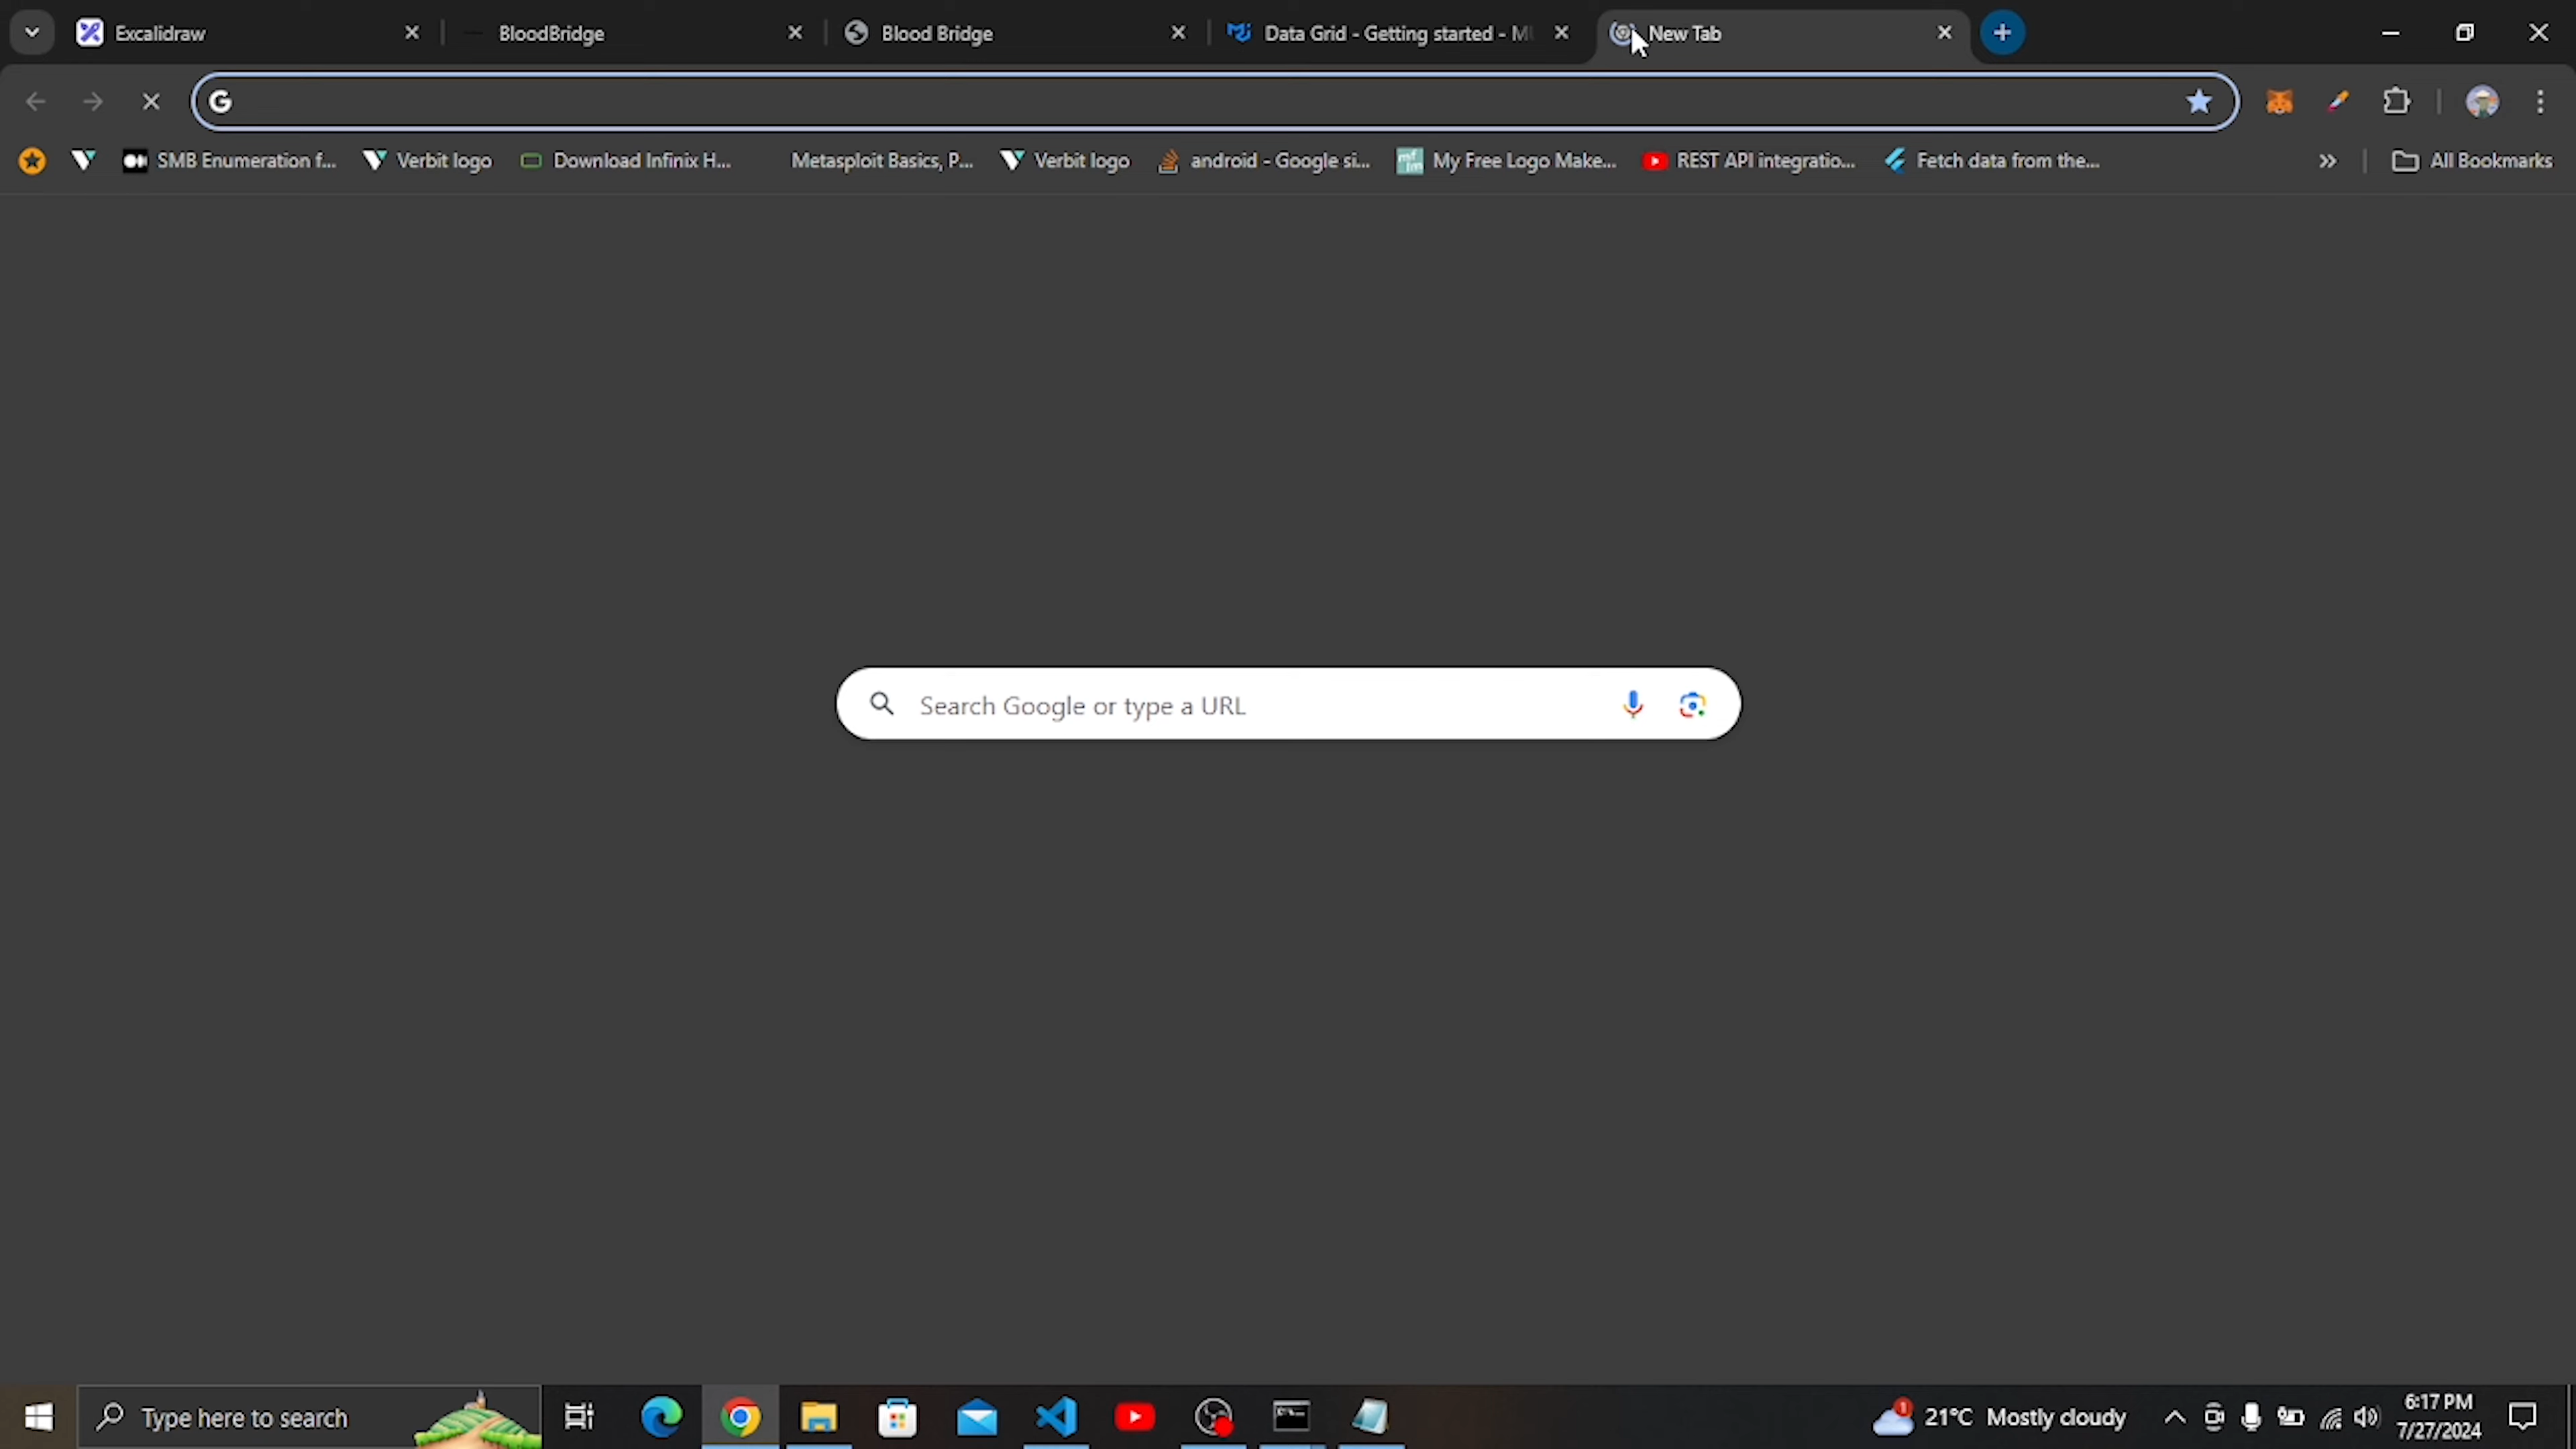 Excalidraw
BloodBridge
Blood Bridge
Data Grid - Getting started - MU
New Tab
SMB Enumeration f...
Verbit logo
Download Infinix H...
Metasploit Basics, P...
Verbit logo
android - Google si...
My Free Logo Make...
REST API integratio...
Fetch data from the...
All Bookmarks
Search Google or type a URL
Type here to search
21°C Mostly cloudy
6:17 PM
7/27/2024